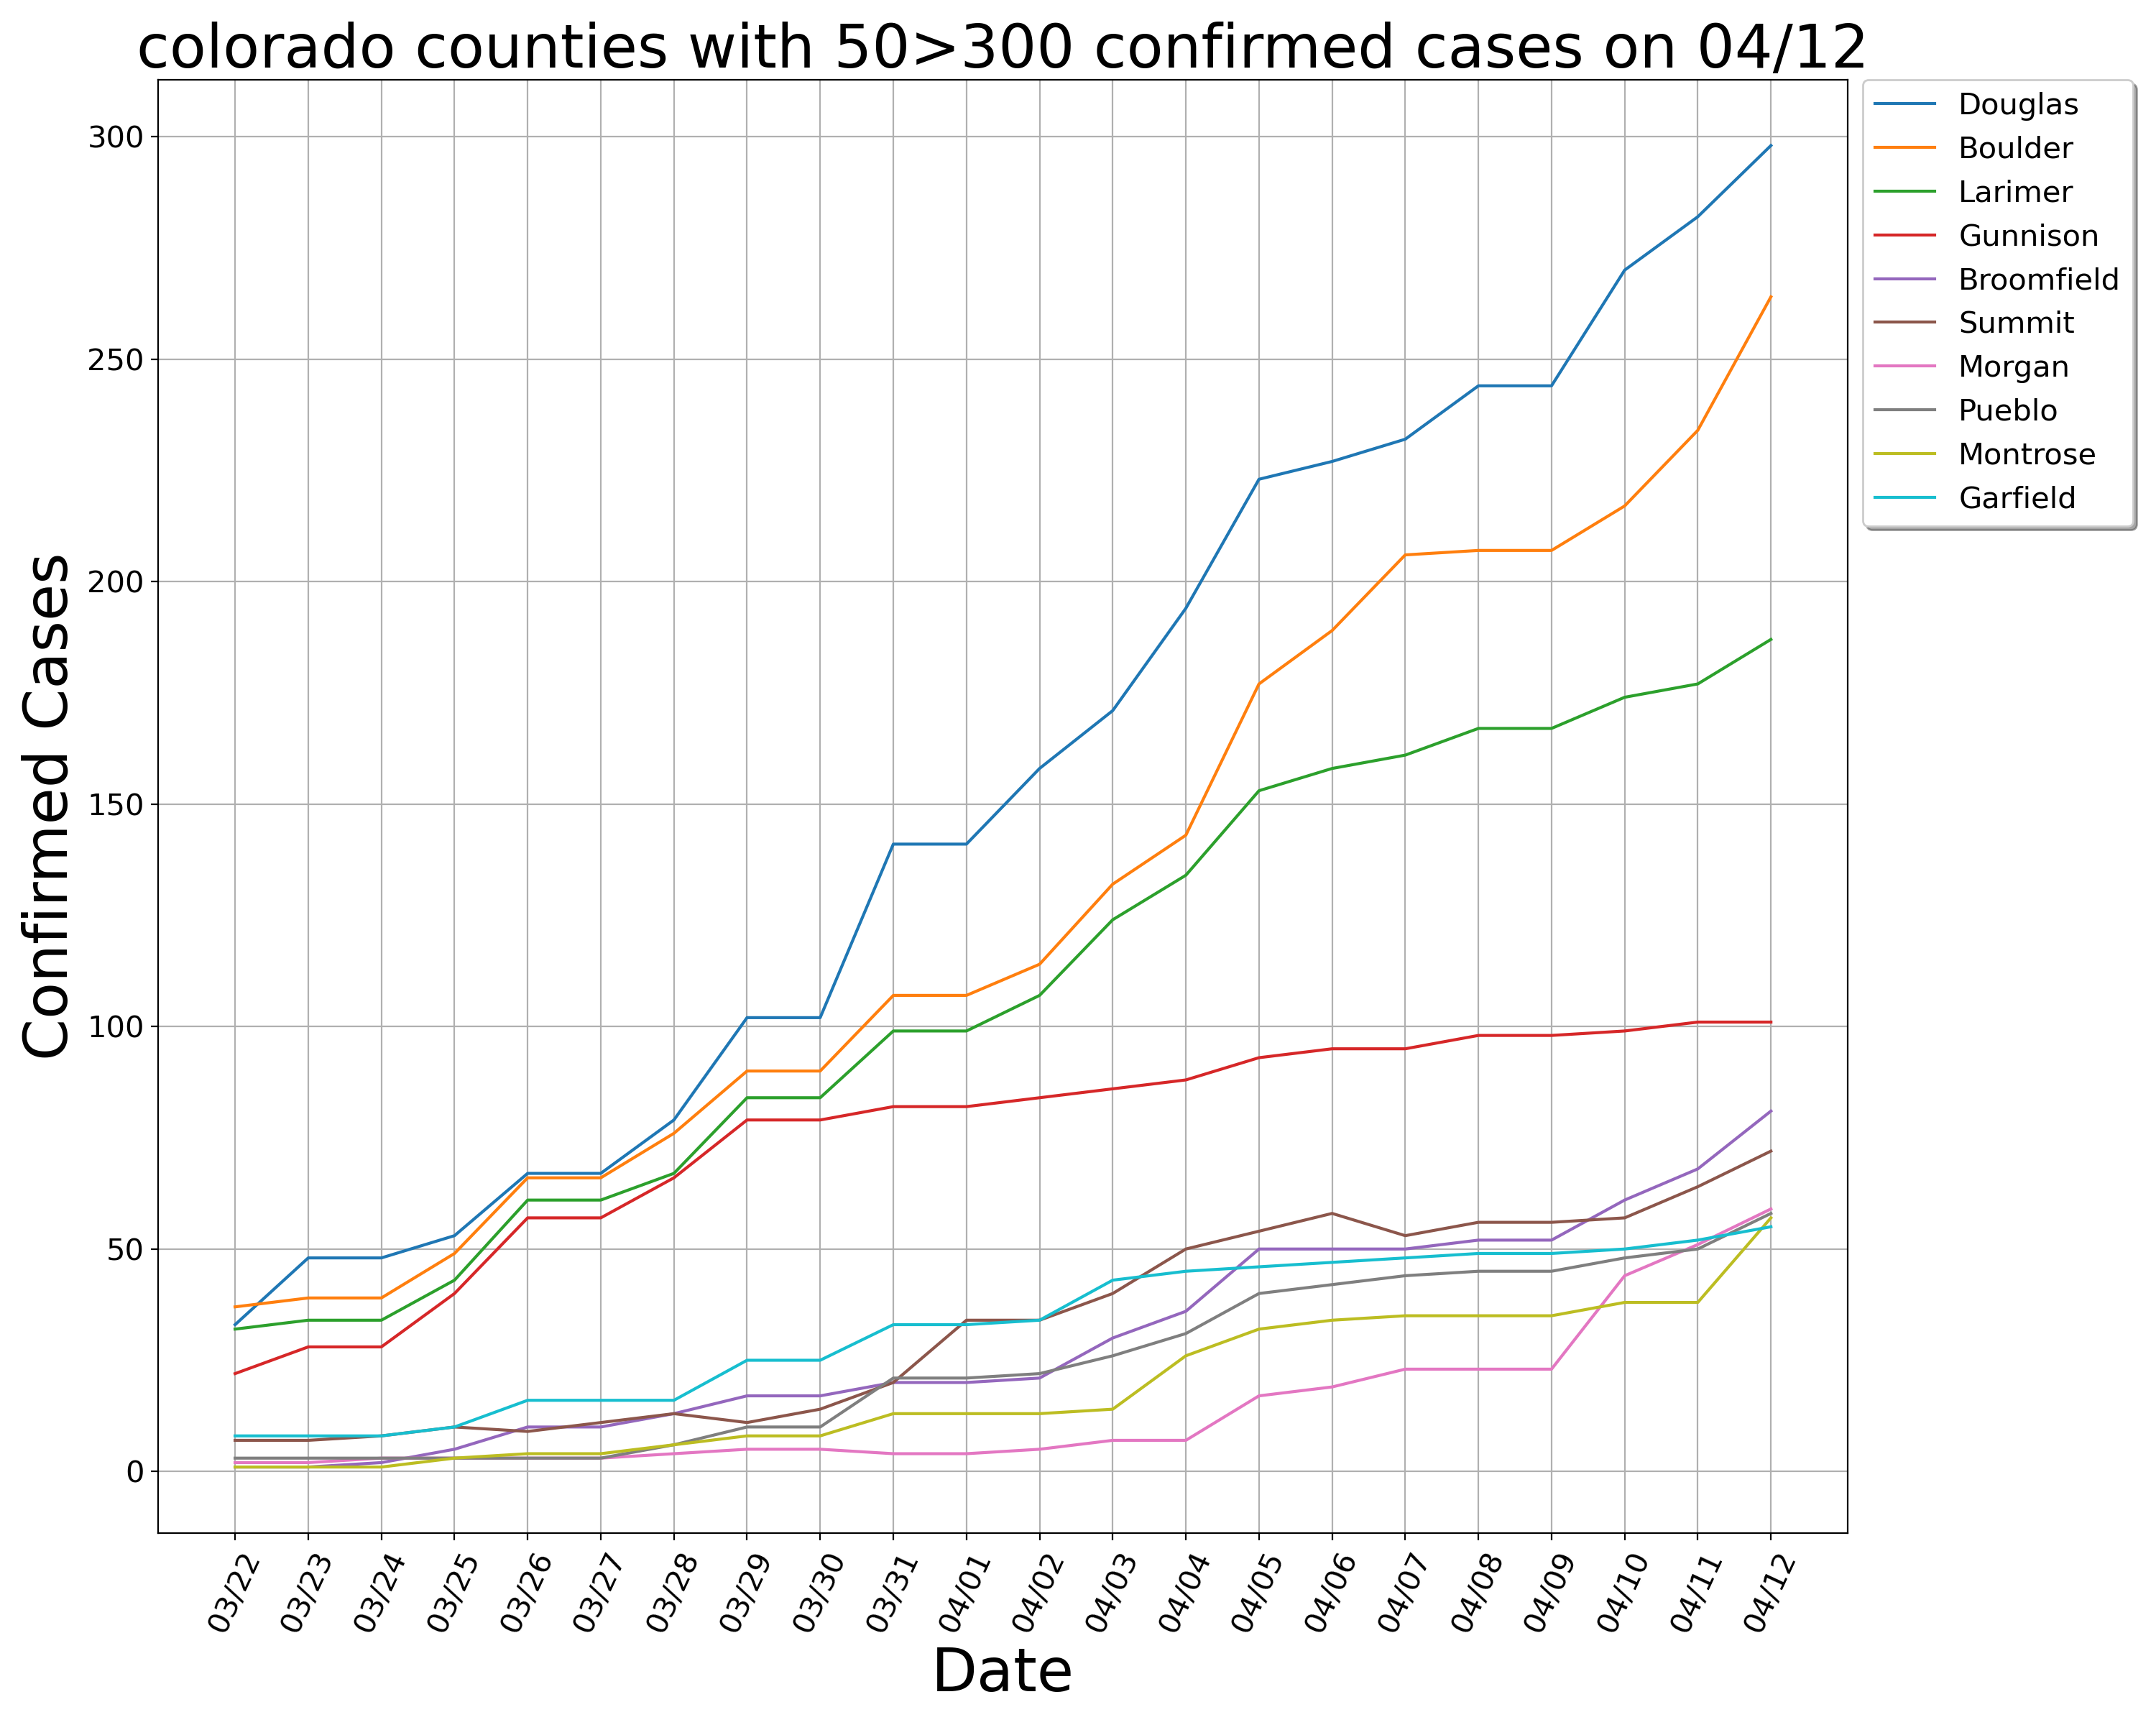 colorado counties with 50>300 confirmed cases on 04/12
Confirmed Cases
300
250
200
150
100
50
0
03/22
03/23
03/24
03/25
03/26
03/27
03/28
03/29
03/30
03/31
04/01
04/02
04/03
04/04
04/05
04/06
04/07
04/08
04/09
04/10
04/11
04/12
Date
Douglas
Boulder
Larimer
Gunnison
Broomfield
Summit
Morgan
Pueblo
Montrose
Garfield